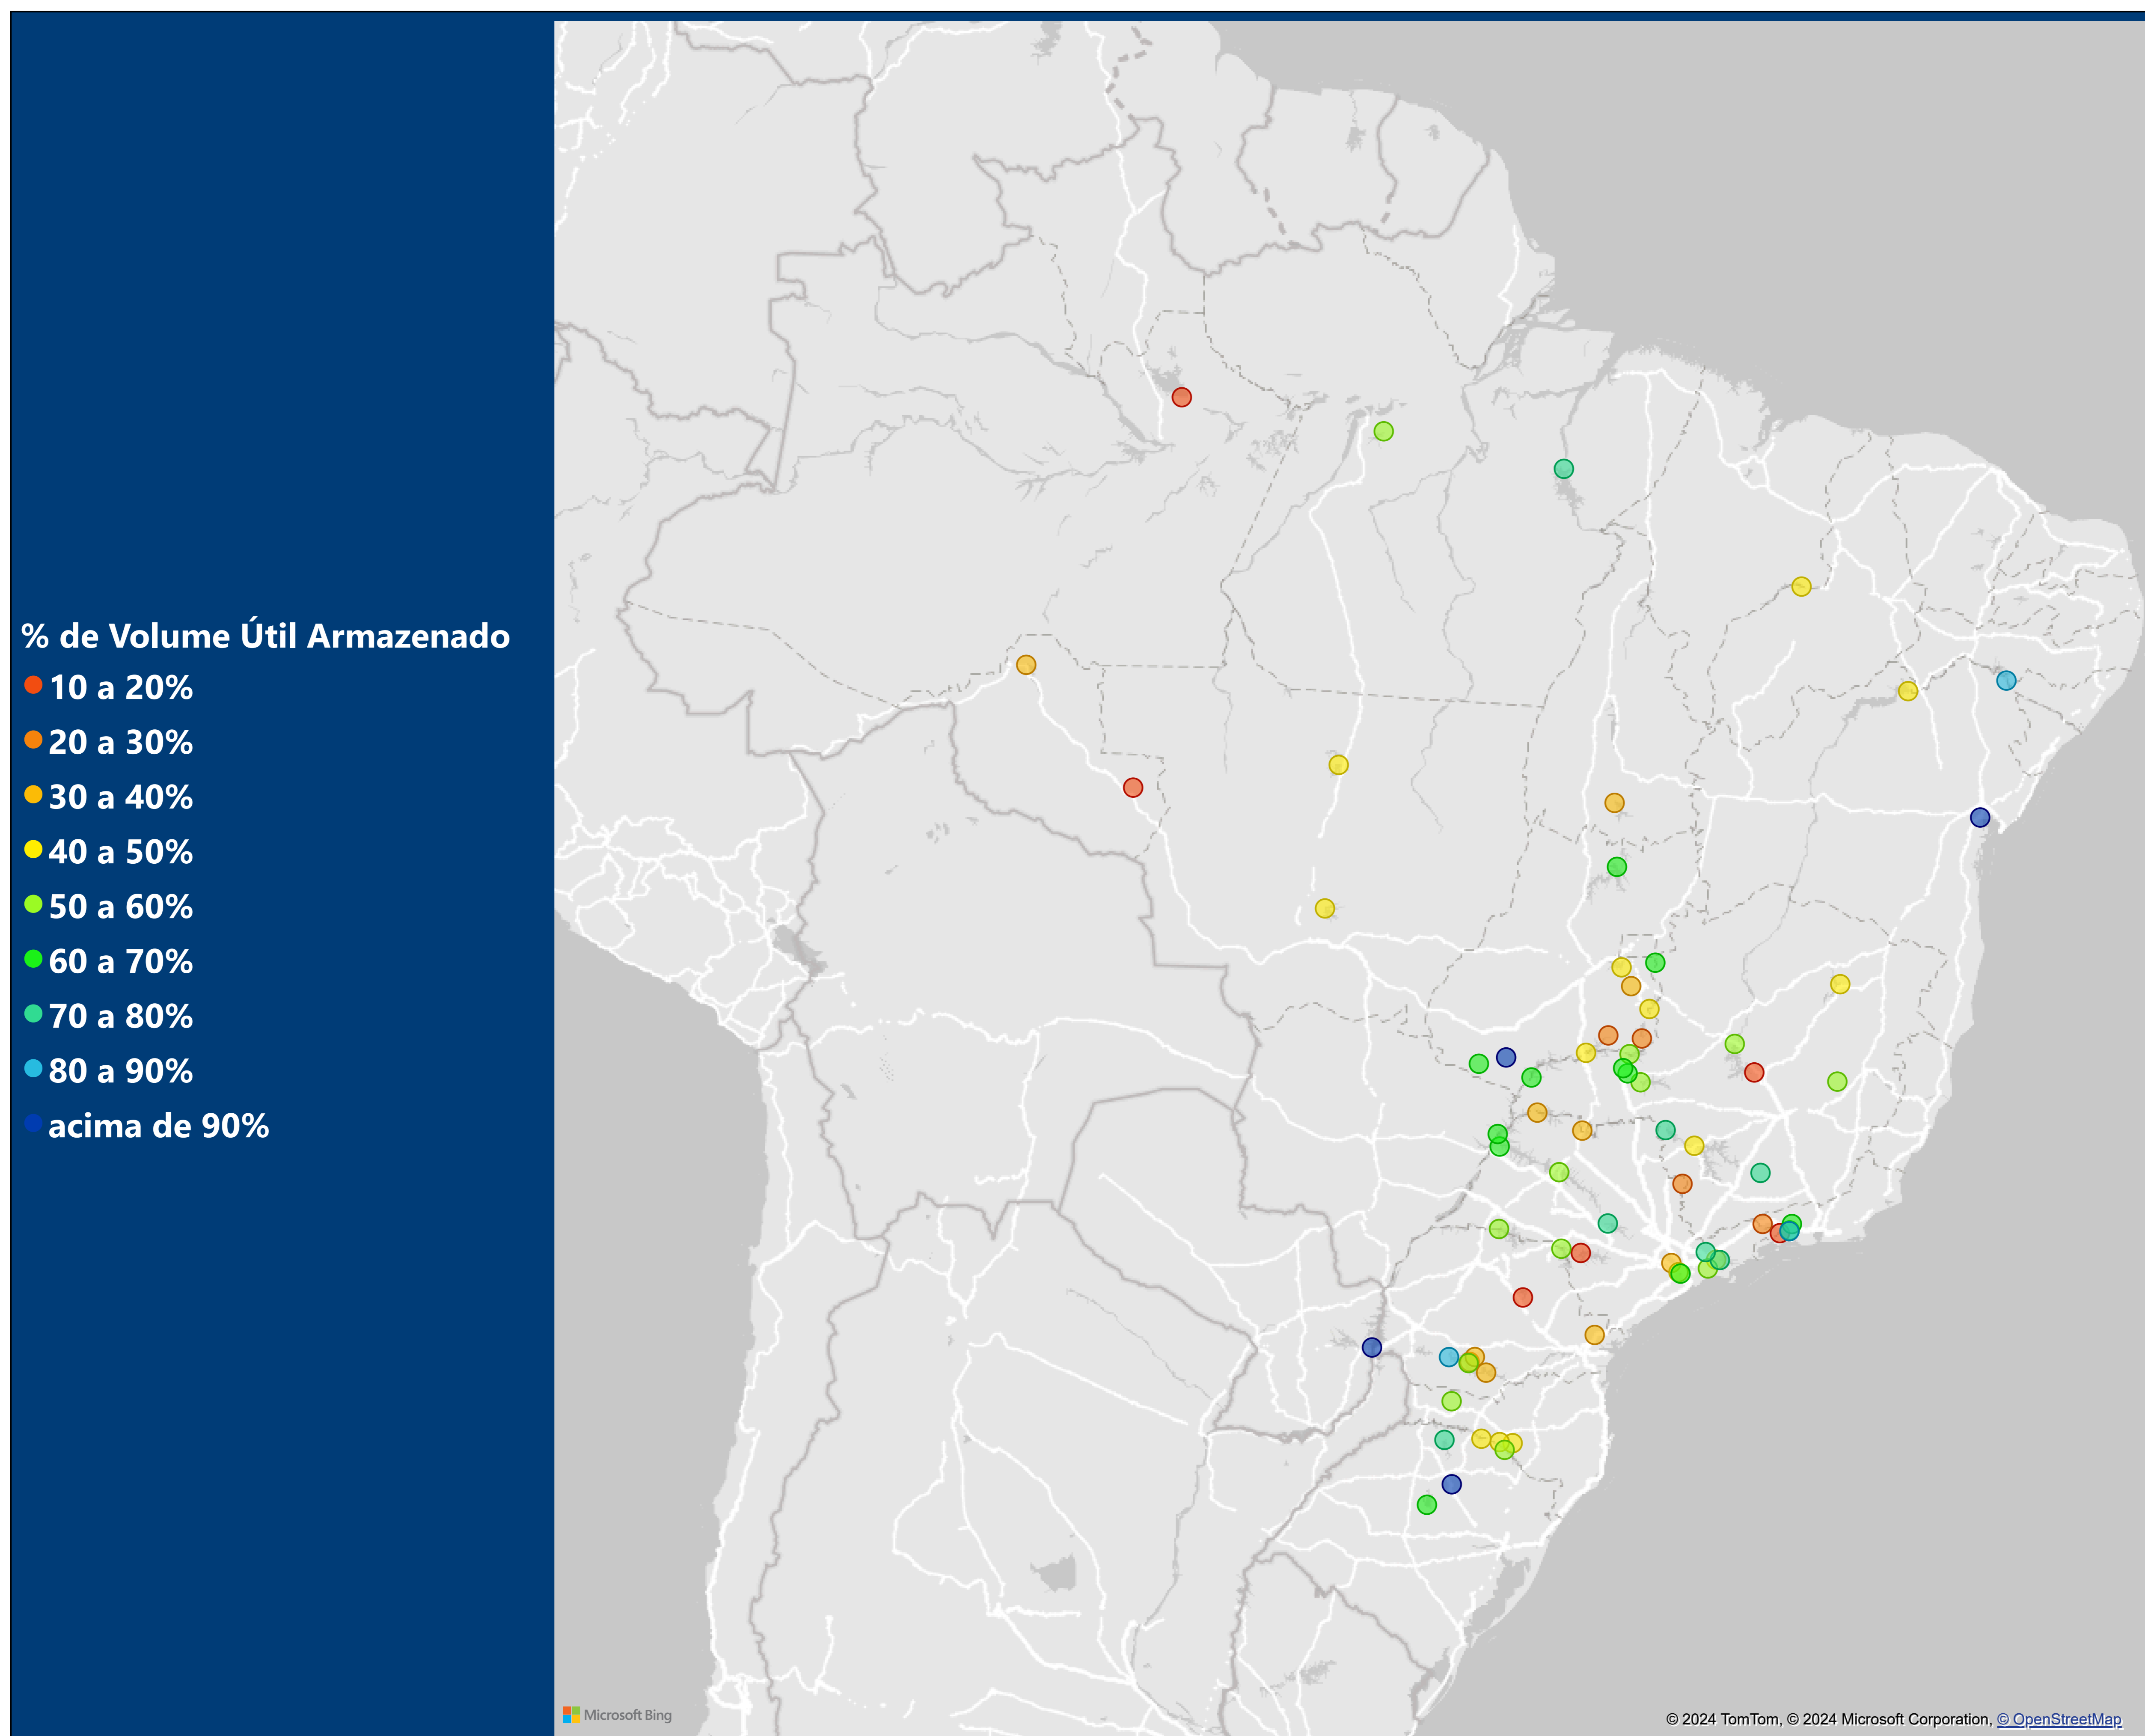 % de Volume Útil Armazenado
10 a 20%
20 a 30%
30 a 40%
40 a 50%
50 a 60%
60 a 70%
70 a 80%
80 a 90%
acima de 90%
Microsoft Bing
© 2024 TomTom, © 2024 Microsoft Corporation, © OpenStreetMap